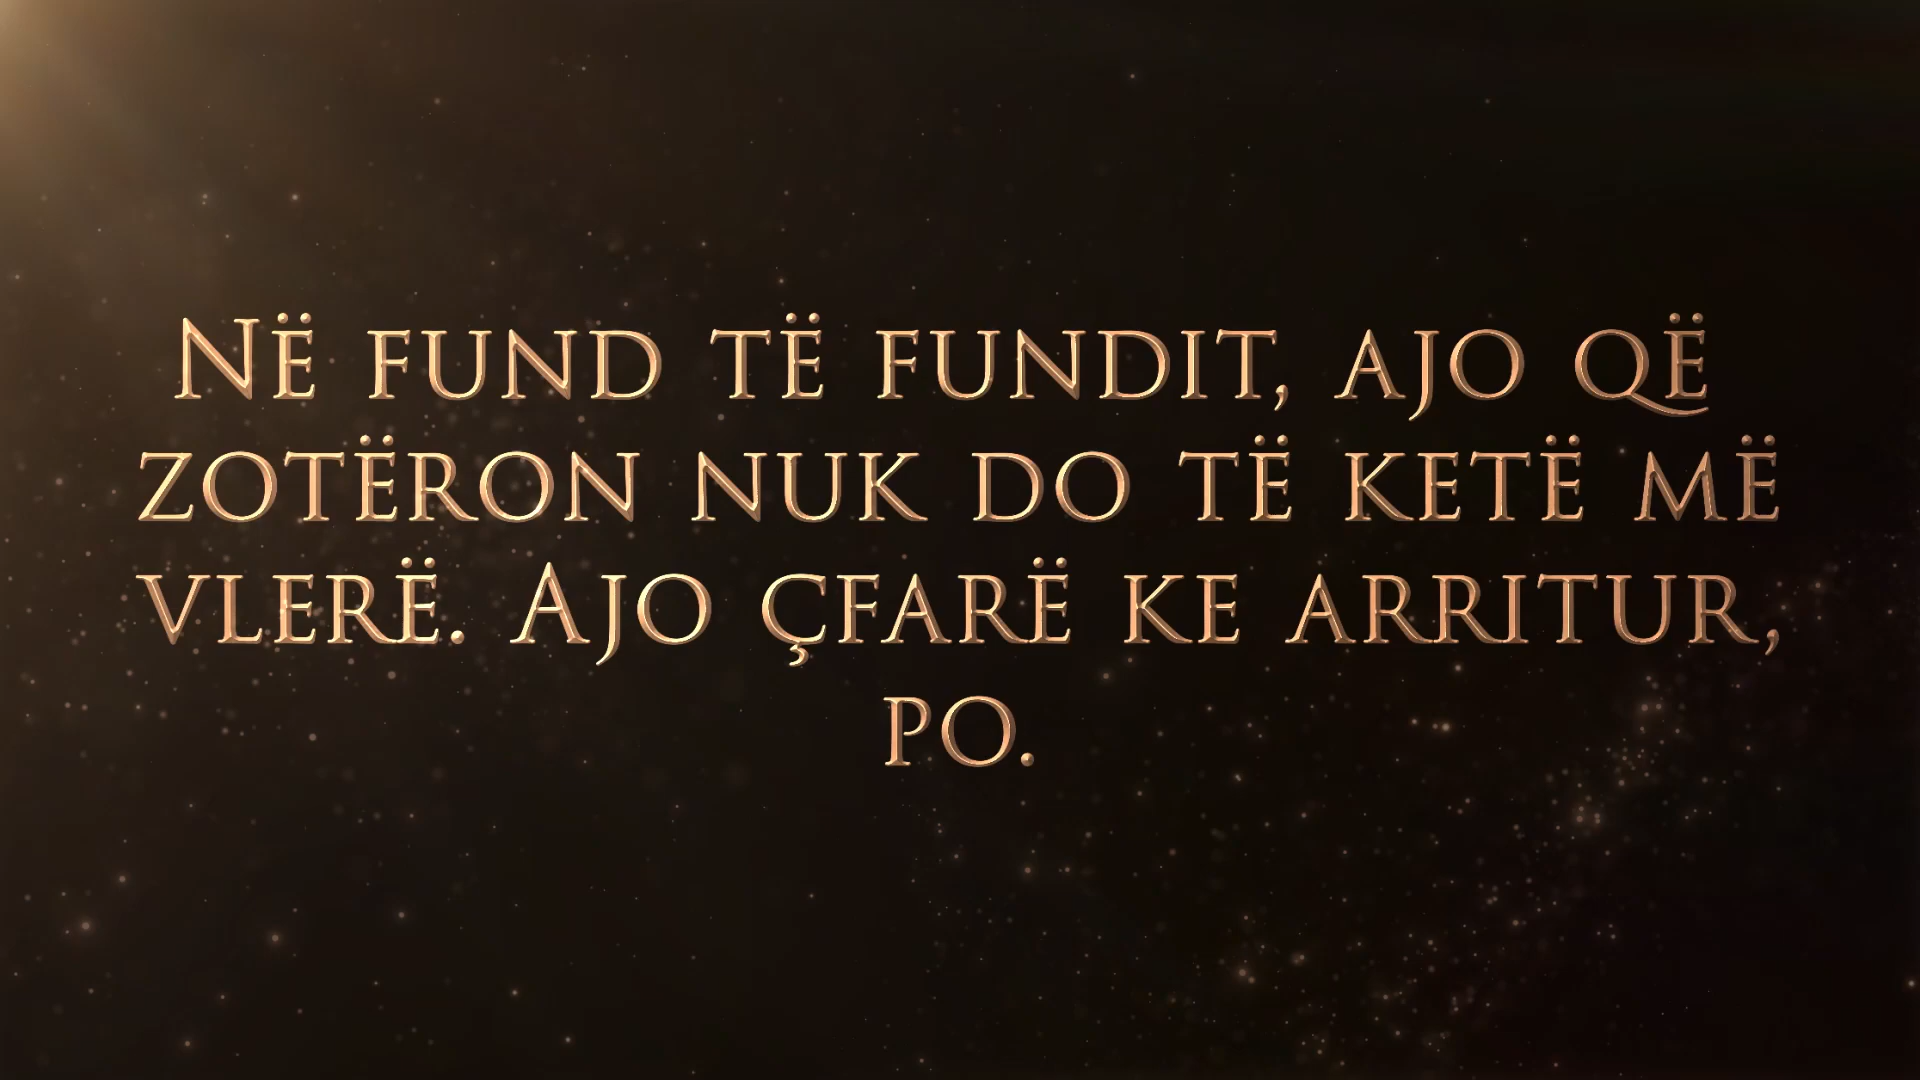 Në fund të fundit, ajo që
zotëron nuk do të ketë më
vlerë. Ajo çfarë ke arritur,
po.